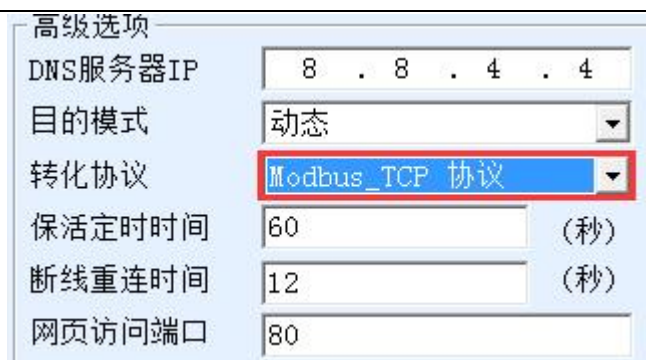 高级选项
DNS服务器IP 8 . 8 . 4 . 4
目的模式 动态
转化协议 Modbus_TCP 协议
保活定时时间 60 (秒)
断线重连时间 12 (秒)
网页访问端口 80